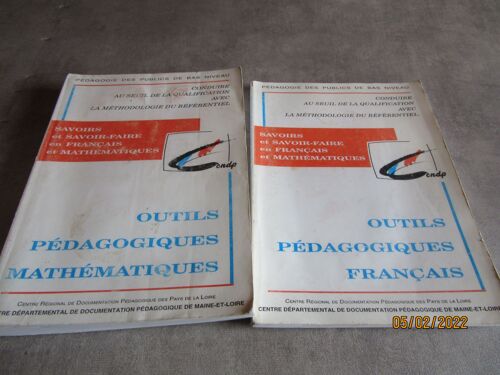 PÉDAGOGIE DES PUBLICS DE BAS NIVEAU
CONDUIRE
AU SEUIL DE LA QUALIFICATION
AVEC
LA MÉTHODOLOGIE DU RÉFÉRENTIEL
SAVOIRS
et SAVOIR-FAIRE
en FRANÇAIS
et MATHÉMATIQUES
cndp
OUTILS
PÉDAGOGIQUES
MATHÉMATIQUES
CENTRE RÉGIONAL DE DOCUMENTATION PÉDAGOGIQUE DES PAYS DE LA LOIRE
CENTRE DÉPARTEMENTAL DE DOCUMENTATION PÉDAGOGIQUE DE MAINE-ET-LOIRE
PÉDAGOGIE DES PUBLICS DE BAS NIVEAU
CONDUIRE
AU SEUIL DE LA QUALIFICATION
AVEC
LA MÉTHODOLOGIE DU RÉFÉRENTIEL
SAVOIRS
et SAVOIR-FAIRE
en FRANÇAIS
et MATHÉMATIQUES
cndp
OUTILS
PÉDAGOGIQUES
FRANÇAIS
CENTRE RÉGIONAL DE DOCUMENTATION PÉDAGOGIQUE DES PAYS DE LA LOIRE
CENTRE DÉPARTEMENTAL DE DOCUMENTATION PÉDAGOGIQUE DE MAINE-ET-LOIRE
05/02/2022